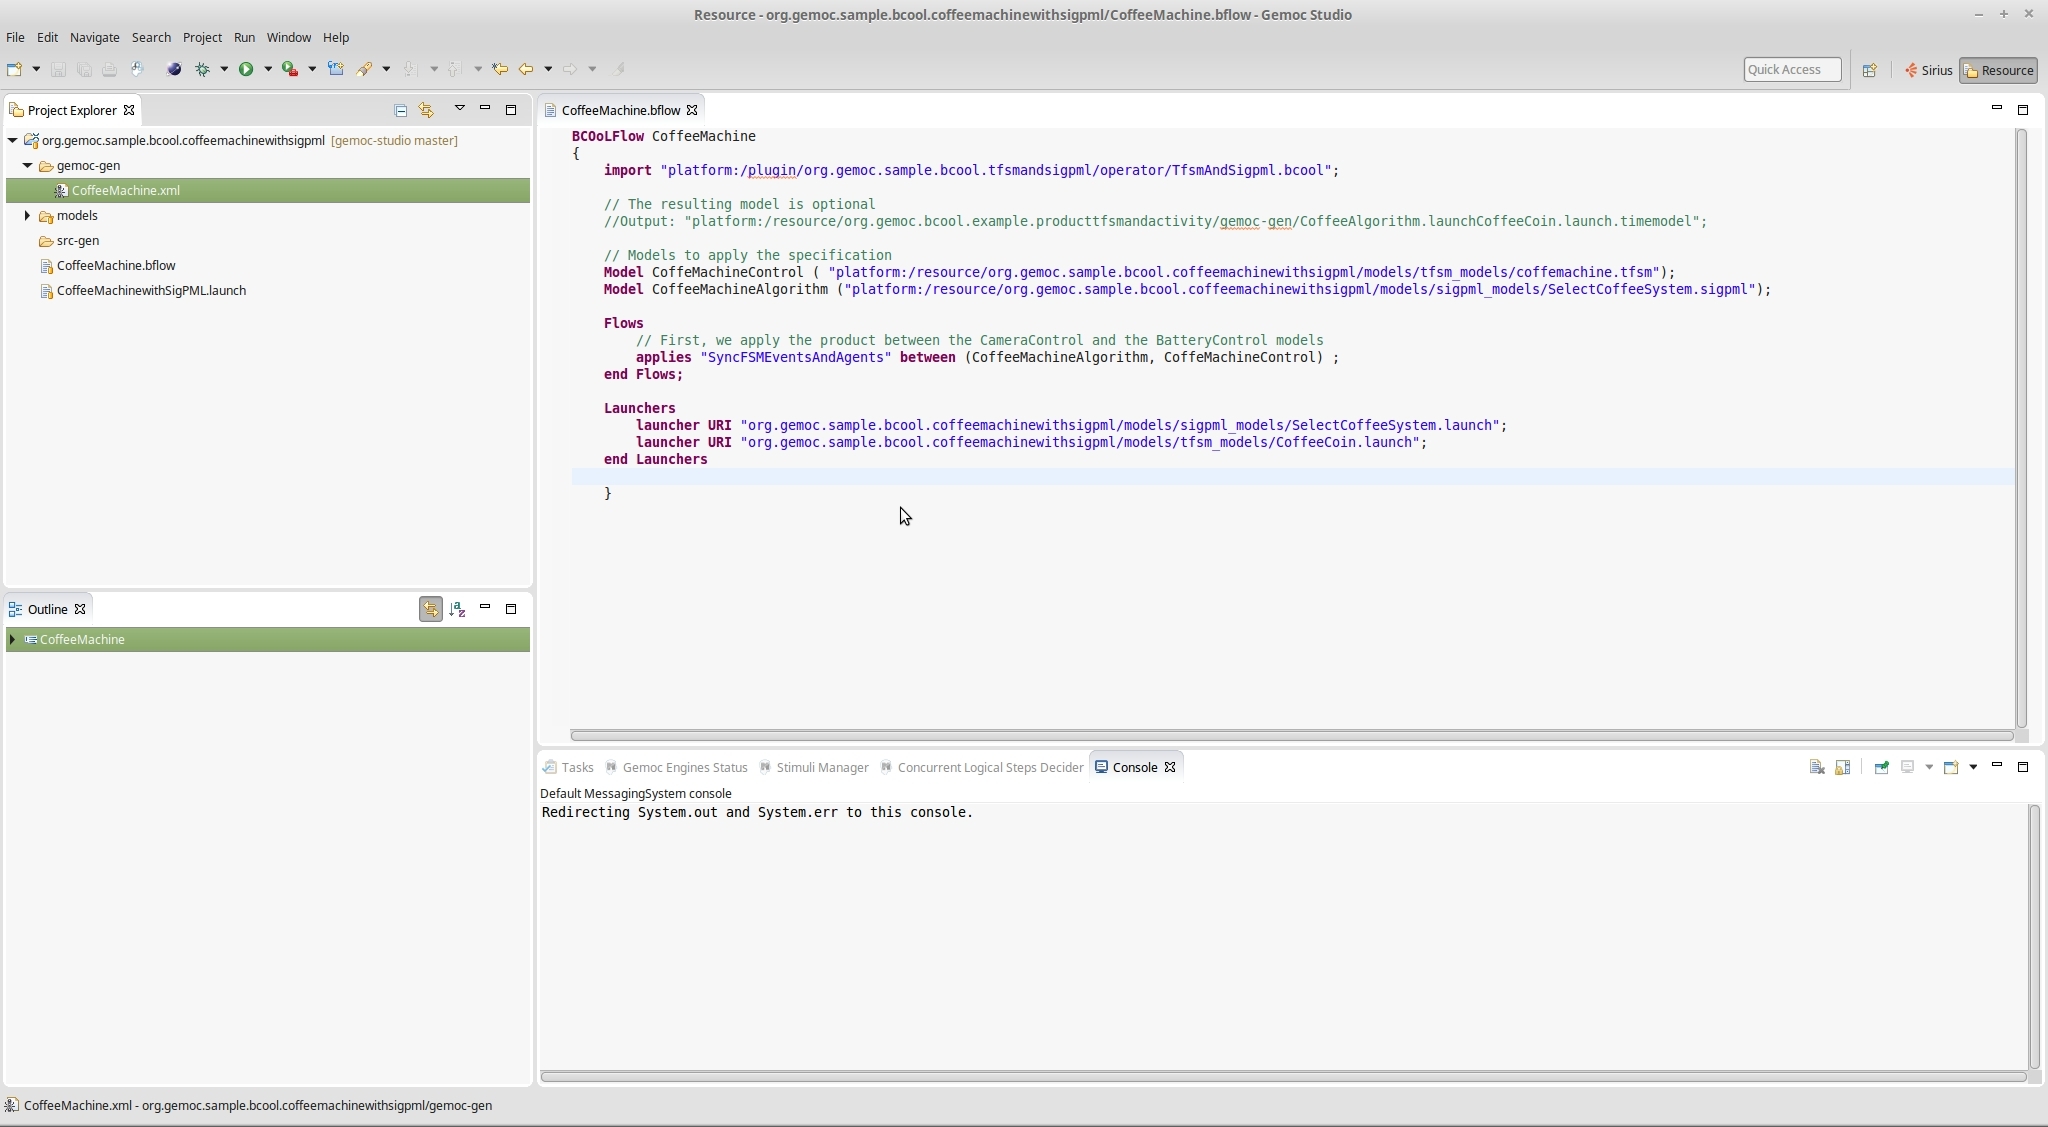 Resource - org.gemoc.sample.bcool.coffeemachinewithsigpml/CoffeeMachine.bflow - Gemoc Studio
File Edit Navigate Search Project Run Window Help
Quick Access Sirius Resource
Project Explorer
org.gemoc.sample.bcool.coffeemachinewithsigpml [gemoc-studio master]
gemoc-gen
CoffeeMachine.xml
models
src-gen
CoffeeMachine.bflow
CoffeeMachinewithSigPML.launch
Outline
CoffeeMachine
CoffeeMachine.bflow
BCOoLFlow CoffeeMachine
{
import "platform:/plugin/org.gemoc.sample.bcool.tfsmandsigpml/operator/TfsmAndSigpml.bcool";
// The resulting model is optional
//Output: "platform:/resource/org.gemoc.bcool.example.producttfsmandactivity/gemoc-gen/CoffeeAlgorithm.launchCoffeeCoin.launch.timemodel";
// Models to apply the specification
Model CoffeMachineControl ( "platform:/resource/org.gemoc.sample.bcool.coffeemachinewithsigpml/models/tfsm_models/coffemachine.tfsm");
Model CoffeeMachineAlgorithm ("platform:/resource/org.gemoc.sample.bcool.coffeemachinewithsigpml/models/sigpml_models/SelectCoffeeSystem.sigpml");
Flows
// First, we apply the product between the CameraControl and the BatteryControl models
applies "SyncFSMEventsAndAgents" between (CoffeeMachineAlgorithm, CoffeMachineControl) ;
end Flows;
Launchers
launcher URI "org.gemoc.sample.bcool.coffeemachinewithsigpml/models/sigpml_models/SelectCoffeeSystem.launch";
launcher URI "org.gemoc.sample.bcool.coffeemachinewithsigpml/models/tfsm_models/CoffeeCoin.launch";
end Launchers
}
Tasks Gemoc Engines Status Stimuli Manager Concurrent Logical Steps Decider Console
Default MessagingSystem console
Redirecting System.out and System.err to this console.
CoffeeMachine.xml - org.gemoc.sample.bcool.coffeemachinewithsigpml/gemoc-gen